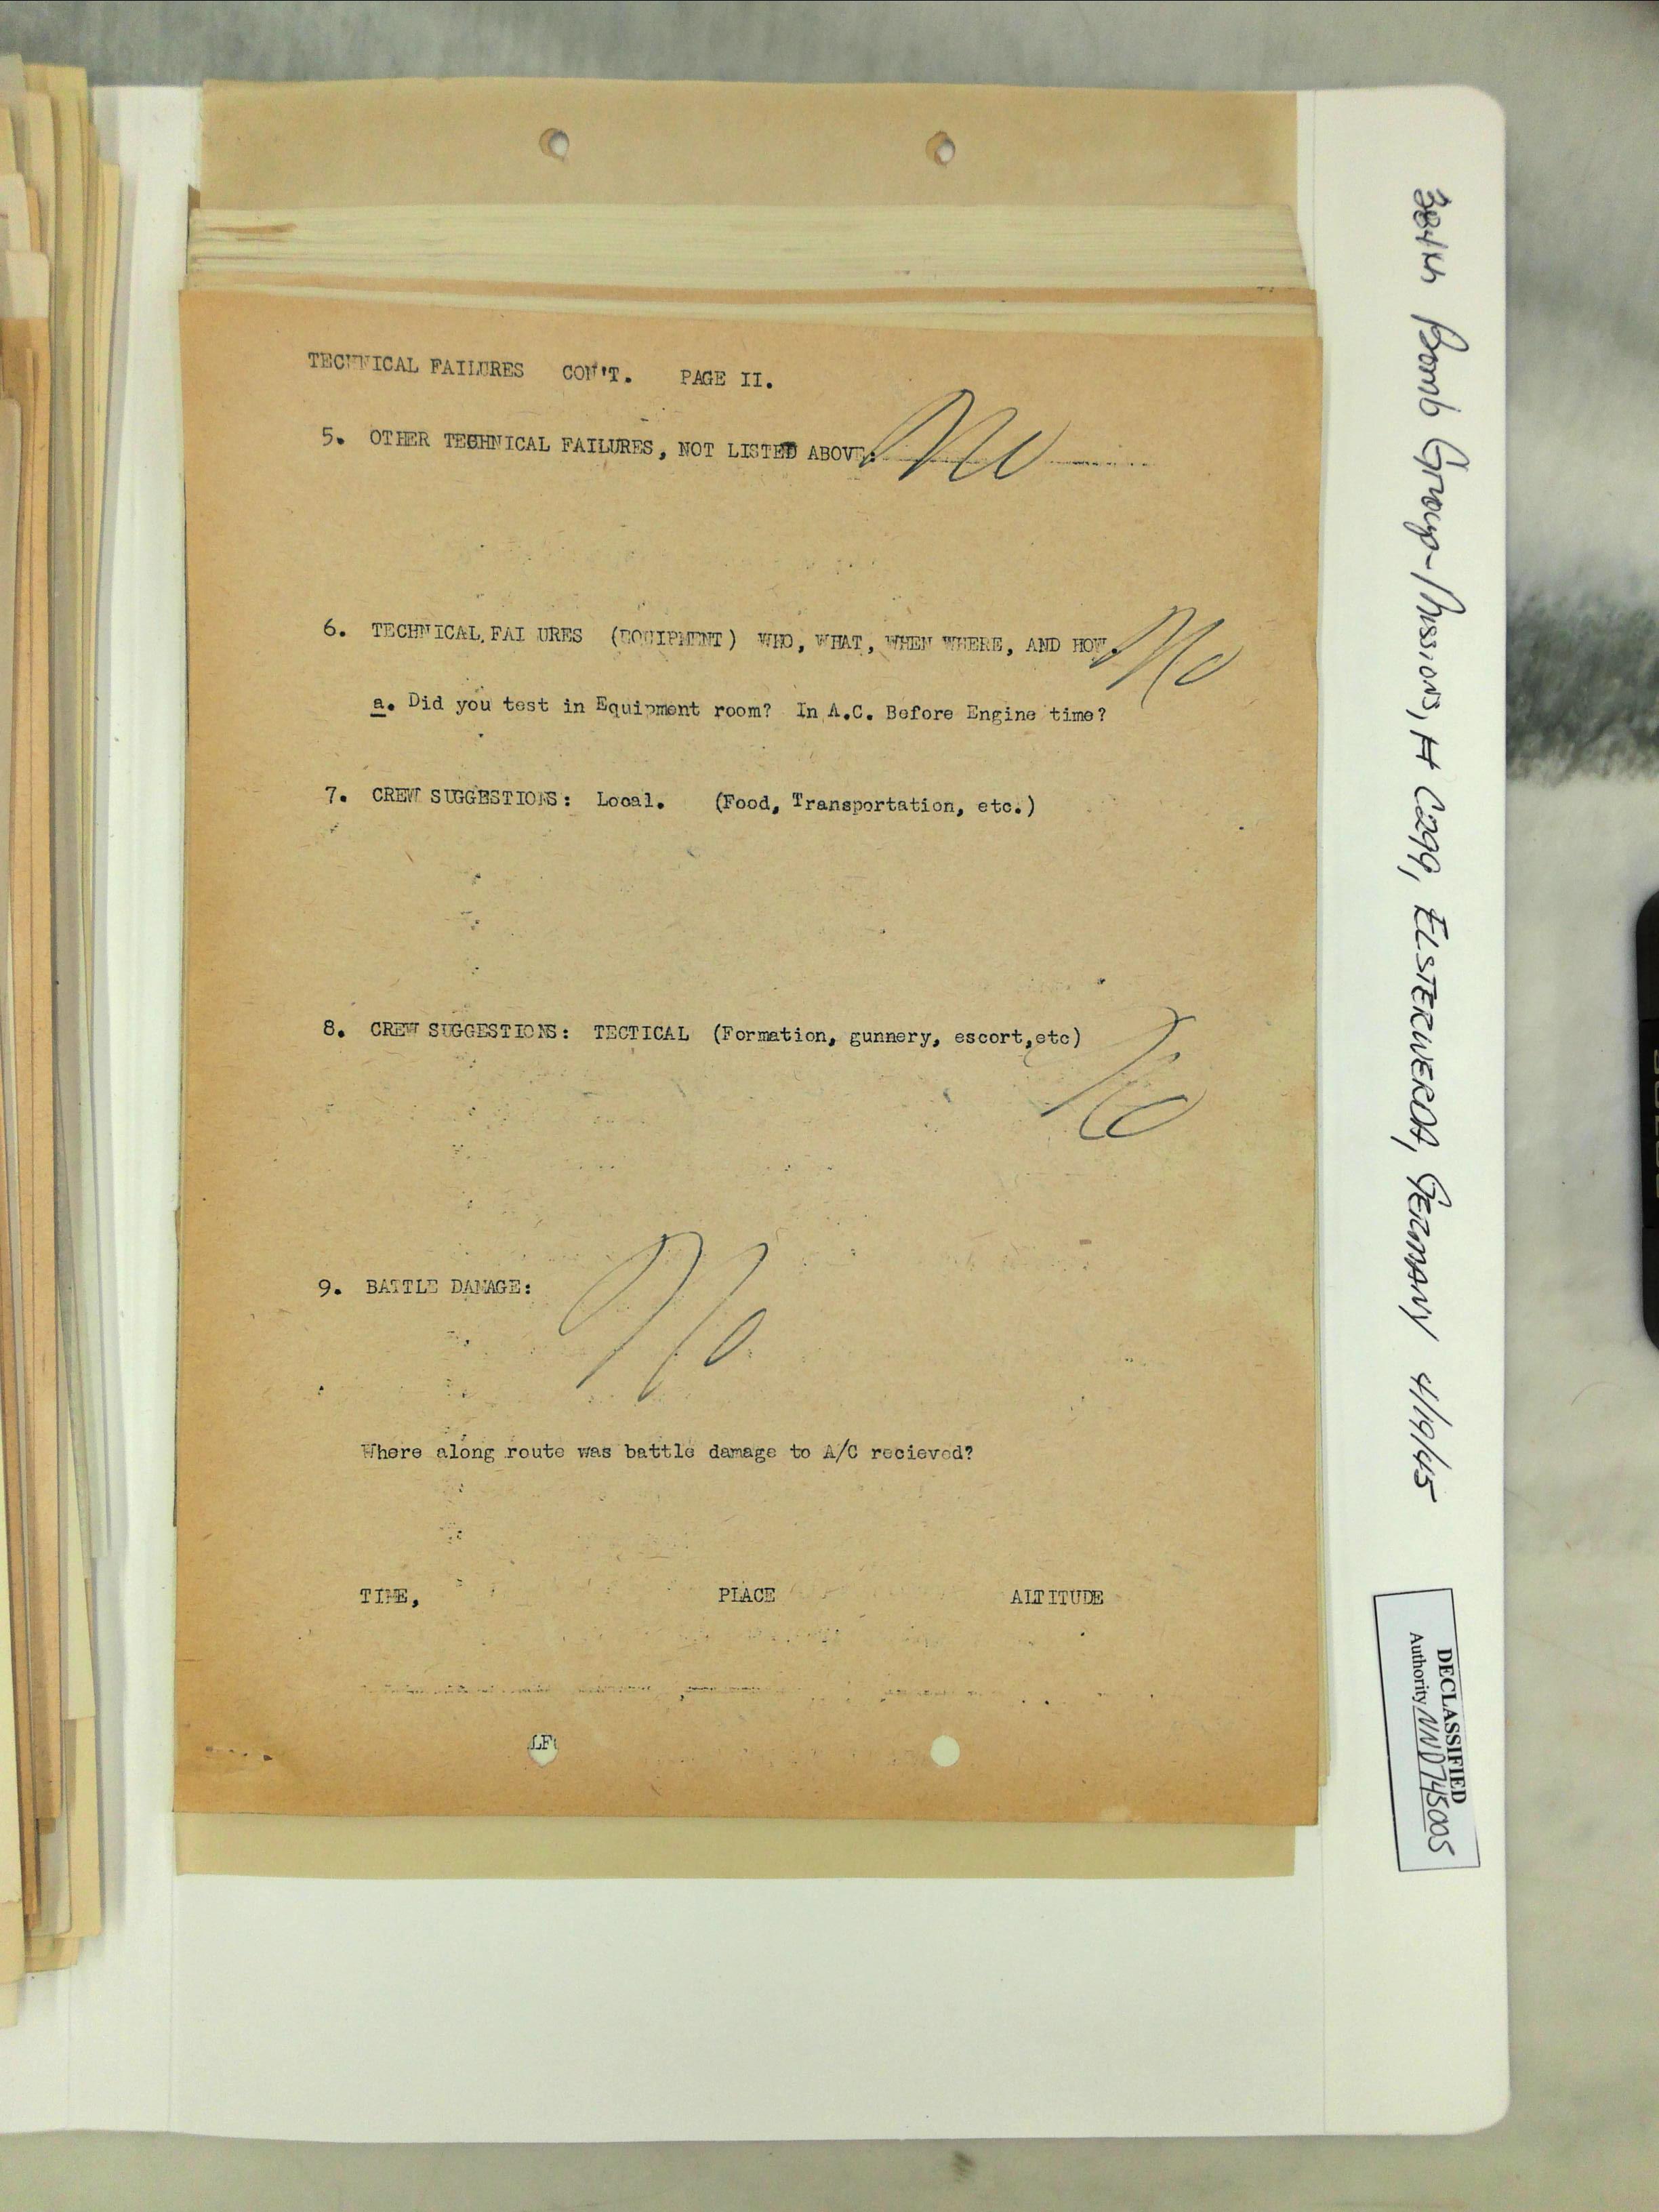 TECHNICAL FAILURES CON'T. PAGE II.
5. OTHER TECHNICAL FAILURES, NOT LISTED ABOVE: No
6. TECHNICAL FAI URES (EQUIPMENT) WHO, WHAT, WHEN WHERE, AND HOW. No
a. Did you test in Equipment room? In A.C. Before Engine time?
7. CREW SUGGESTIONS: Local. (Food, Transportation, etc.)
8. CREW SUGGESTIONS: TECTICAL (Formation, gunnery, escort,etc)
No
9. BATTLE DAMAGE: No
Where along route was battle damage to A/C recieved?
TIME, PLACE ALTITUDE
LF
384th Bomb Group-Missions, # C299, ELSTERWERDA, GERMANY 4/19/45
DECLASSIFIED
Authority NND745005